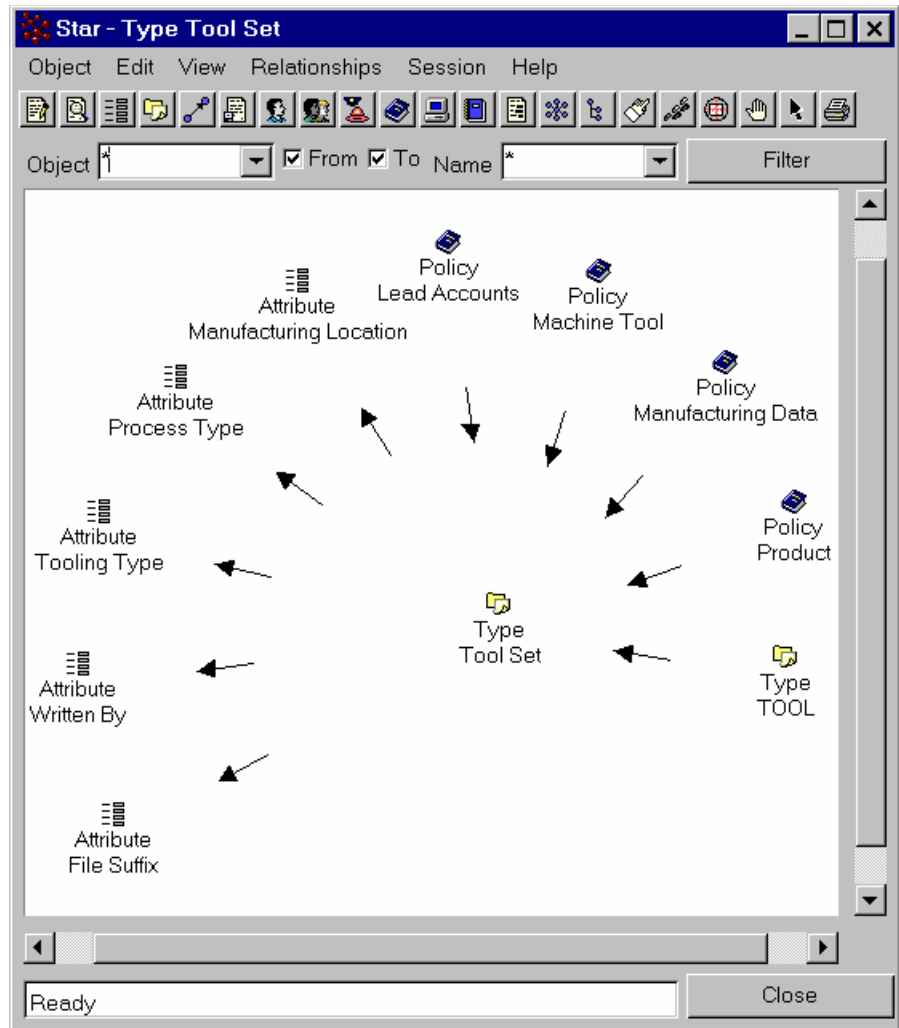 Star - Type Tool Set
Object Edit View Relationships Session Help
Object * From To Name * Filter
Policy
Lead Accounts
Policy
Machine Tool
Attribute
Manufacturing Location
Policy
Manufacturing Data
Attribute
Process Type
Policy
Product
Attribute
Tooling Type
Type
Tool Set
Type
TOOL
Attribute
Written By
Attribute
File Suffix
Ready
Close